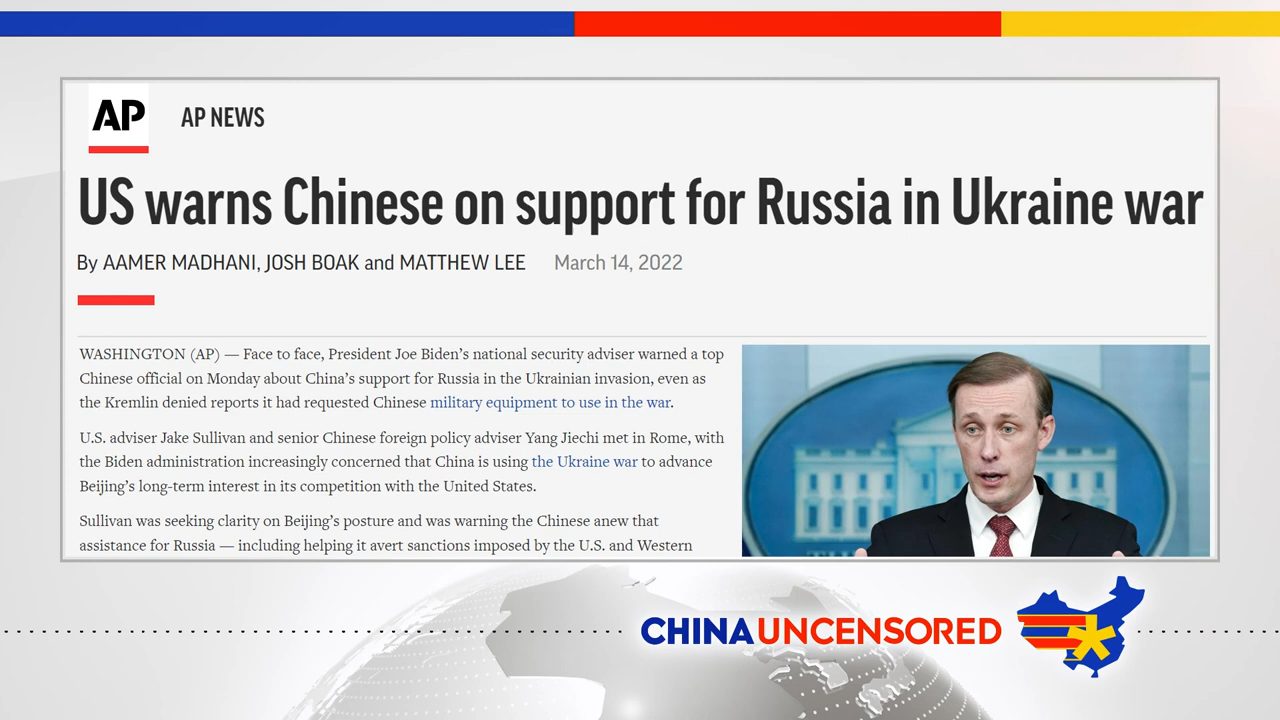 AP
AP NEWS
US warns Chinese on support for Russia in Ukraine war
By AAMER MADHANI, JOSH BOAK and MATTHEW LEE March 14, 2022
WASHINGTON (AP) — Face to face, President Joe Biden’s national security adviser warned a top
Chinese official on Monday about China’s support for Russia in the Ukrainian invasion, even as
the Kremlin denied reports it had requested Chinese military equipment to use in the war.
U.S. adviser Jake Sullivan and senior Chinese foreign policy adviser Yang Jiechi met in Rome, with
the Biden administration increasingly concerned that China is using the Ukraine war to advance
Beijing’s long-term interest in its competition with the United States.
Sullivan was seeking clarity on Beijing’s posture and was warning the Chinese anew that
assistance for Russia — including helping it avert sanctions imposed by the U.S. and Western
CHINA UNCENSORED